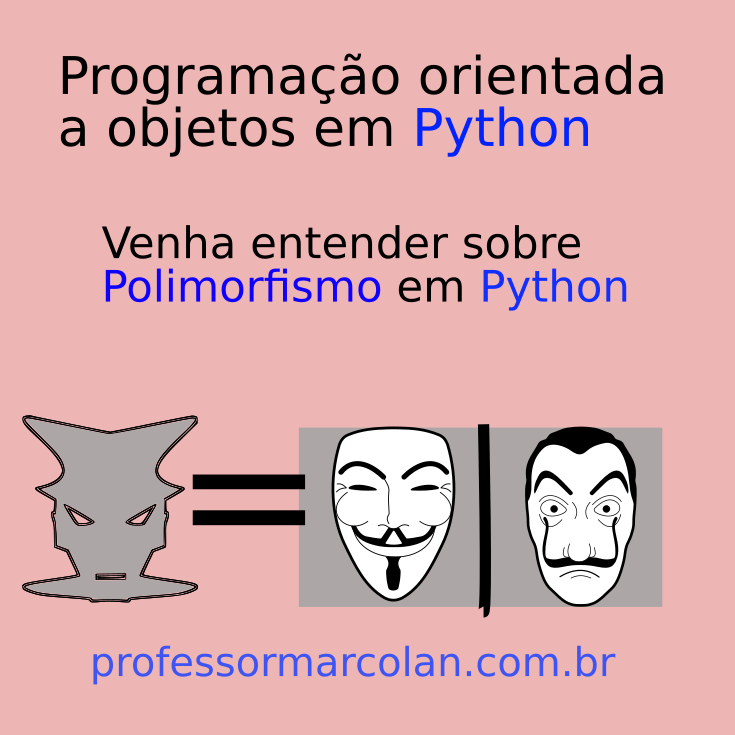 Programação orientada
a objetos em Python
Venha entender sobre
Polimorfismo em Python
professormarcolan.com.br